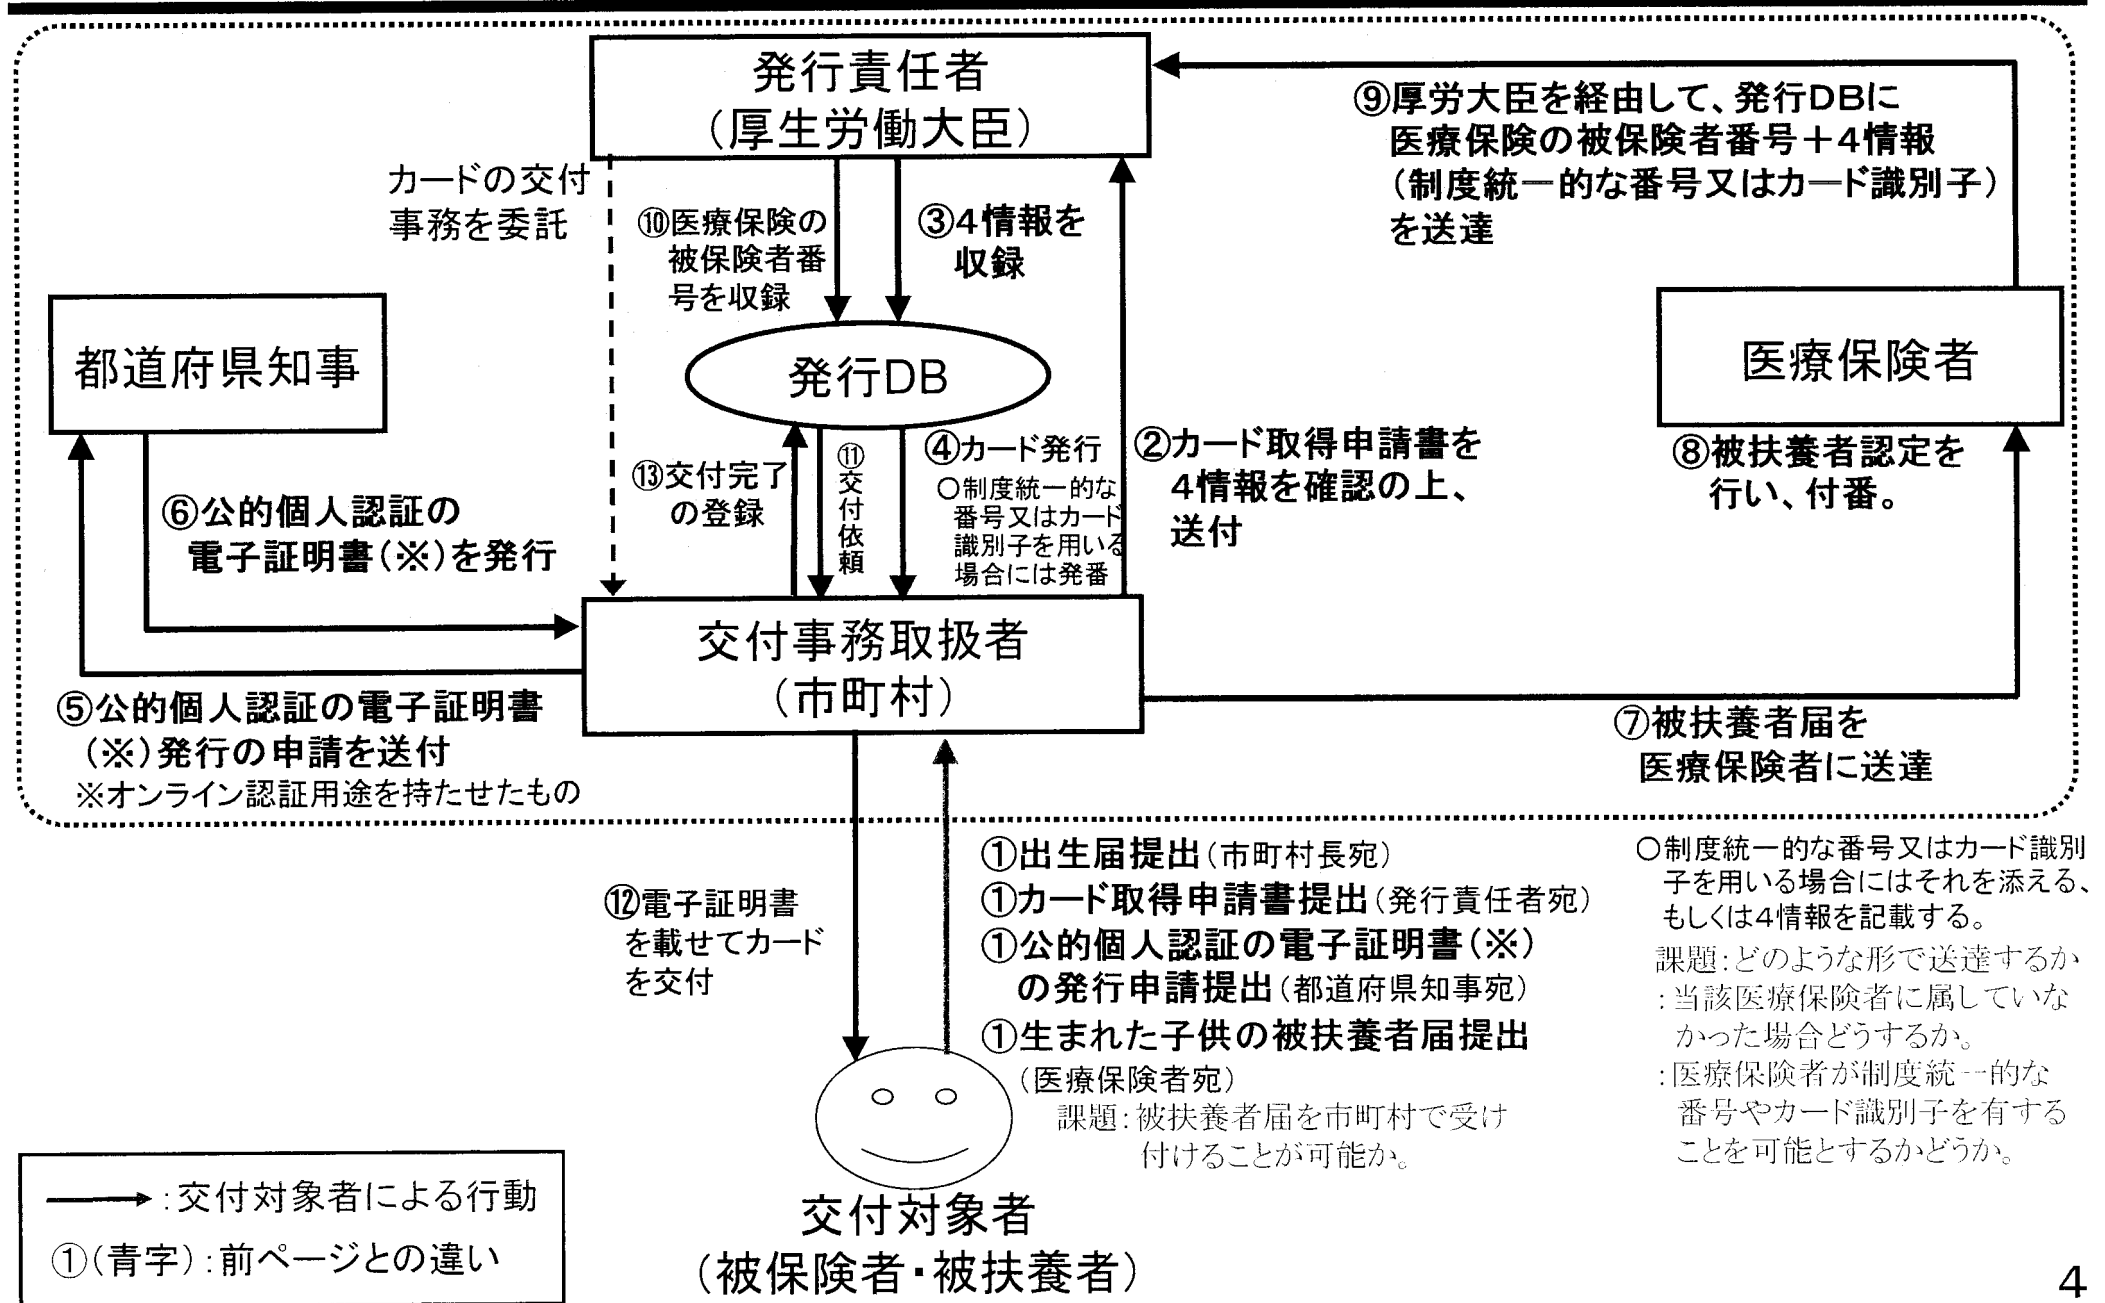 発行責任者
（厚生労働大臣）
⑨厚労大臣を経由して、発行DBに
医療保険の被保険者番号＋4情報
（制度統一的な番号又はカード識別子）
を送達
カードの交付
事務を委託
⑩医療保険の
被保険者番
号を収録
③4情報を
収録
都道府県知事
発行DB
医療保険者
⑥公的個人認証の
電子証明書（※）を発行
⑬交付完了
の登録
⑪交付依頼
④カード発行
○制度統一的な
番号又はカード
識別子を用いる
場合には発番
②カード取得申請書を
4情報を確認の上、
送付
⑧被扶養者認定を
行い、付番。
交付事務取扱者
（市町村）
⑤公的個人認証の電子証明書
（※）発行の申請を送付
※オンライン認証用途を持たせたもの
⑦被扶養者届を
医療保険者に送達
⑫電子証明書
を載せてカード
を交付
①出生届提出（市町村長宛）
①カード取得申請書提出（発行責任者宛）
①公的個人認証の電子証明書（※）
の発行申請提出（都道府県知事宛）
①生まれた子供の被扶養者届提出
（医療保険者宛）
課題：被扶養者届を市町村で受け
付けることが可能か。
○制度統一的な番号又はカード識別
子を用いる場合にはそれを添える、
もしくは4情報を記載する。
課題：どのような形で送達するか
：当該医療保険者に属していな
かった場合どうするか。
：医療保険者が制度統一的な
番号やカード識別子を有する
ことを可能とするかどうか。
交付対象者
（被保険者・被扶養者）
：交付対象者による行動
①（青字）：前ページとの違い
4